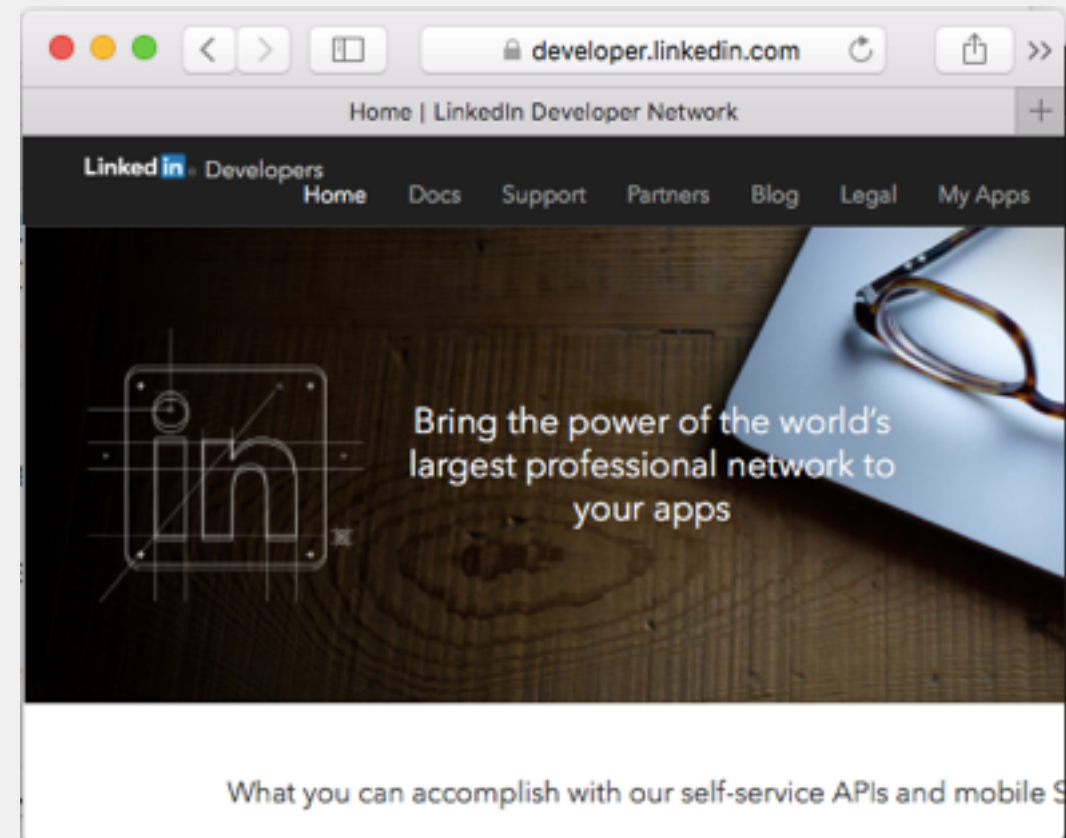 developer.linkedin.com
Home | LinkedIn Developer Network
Linked in Developers
Home Docs Support Partners Blog Legal My Apps
in
Bring the power of the world's
largest professional network to
your apps
What you can accomplish with our self-service APIs and mobile S